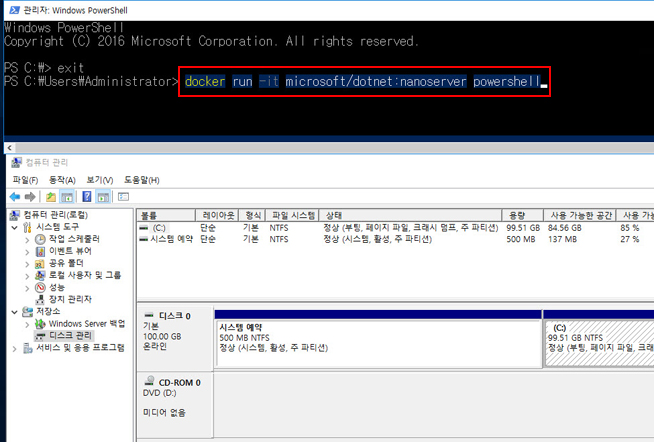 관리자: Windows PowerShell
Windows PowerShell
Copyright (C) 2016 Microsoft Corporation. All rights reserved.
PS C:\> exit
PS C:\Users\Administrator> docker run -it microsoft/dotnet:nanoserver powershell
컴퓨터 관리
파일(F) 동작(A) 보기(V) 도움말(H)
컴퓨터 관리(로컬)
시스템 도구
작업 스케줄러
이벤트 뷰어
공유 폴더
로컬 사용자 및 그룹
성능
장치 관리자
저장소
Windows Server 백업
디스크 관리
서비스 및 응용 프로그램
볼륨 레이아웃 형식 파일 시스템 상태 용량 사용 가능한 공간 사용 가능
(C:) 단순 기본 NTFS 정상 (부팅, 페이지 파일, 크래시 덤프, 주 파티션) 99.51 GB 84.56 GB 85 %
시스템 예약 단순 기본 NTFS 정상 (시스템, 활성, 주 파티션) 500 MB 137 MB 27 %
디스크 0
기본
100.00 GB
온라인
시스템 예약
500 MB NTFS
정상 (시스템, 활성, 주 파티션)
(C:)
99.51 GB NTFS
정상 (부팅, 페이지 파일, 크래
CD-ROM 0
DVD (D:)
미디어 없음